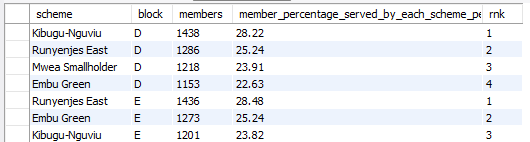 scheme block members member_percentage_served_by_each_scheme_pe rnk
Kibugu-Nguviu D 1438 28.22 1
Runyenjes East D 1286 25.24 2
Mwea Smallholder D 1218 23.91 3
Embu Green D 1153 22.63 4
Runyenjes East E 1436 28.48 1
Embu Green E 1273 25.24 2
Kibugu-Nguviu E 1201 23.82 3